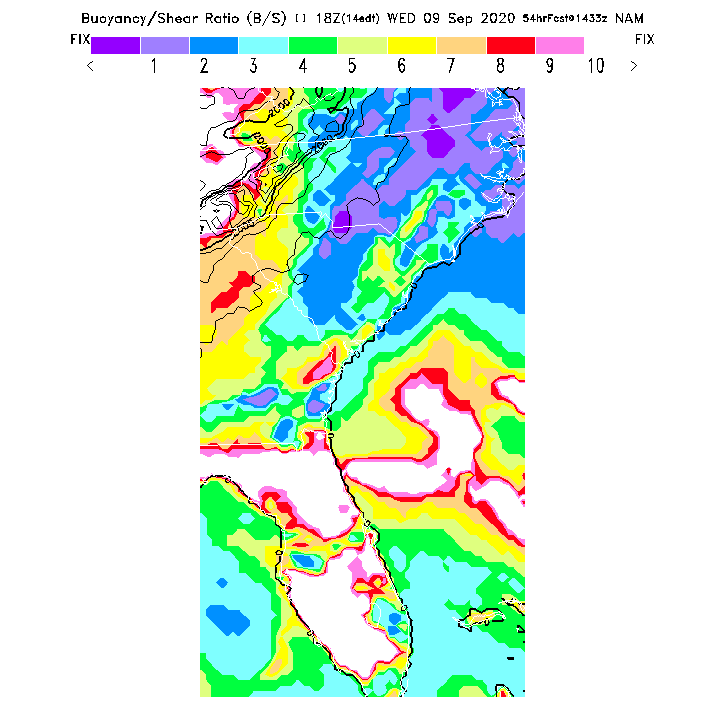 Buoyancy/Shear Ratio (B/S) [] 18Z(14edt) WED 09 Sep 2020 54hrFcst@1433z NAM
FIX FIX
< 1 2 3 4 5 6 7 8 9 10 >
2000